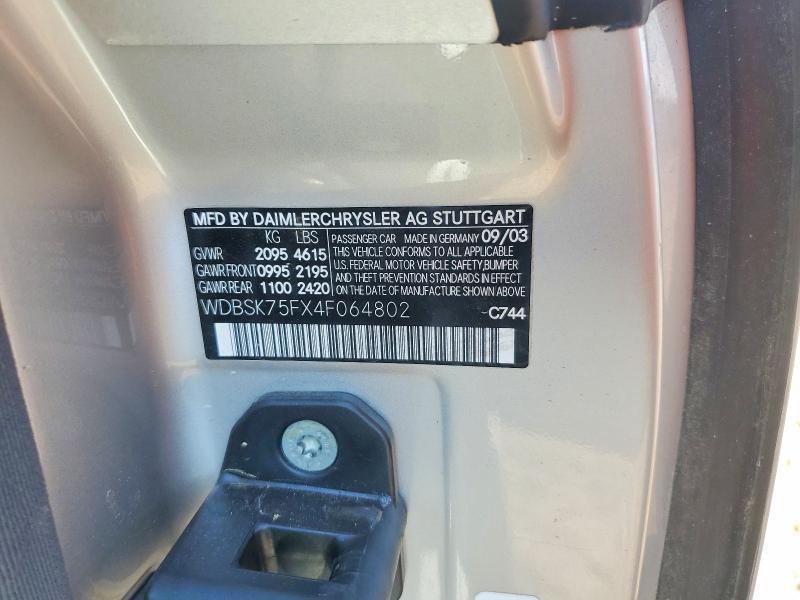 MFD BY DAIMLERCHRYSLER AG STUTTGART
KG LBS
GVWR 2095 4615
GAWR FRONT 0995 2195
GAWR REAR 1100 2420
PASSENGER CAR MADE IN GERMANY 09/03
THIS VEHICLE CONFORMS TO ALL APPLICABLE
U.S. FEDERAL MOTOR VEHICLE SAFETY, BUMPER
AND THEFT PREVENTION STANDARDS IN EFFECT
ON THE DATE OF MANUFACTURE SHOWN ABOVE
WDBSK75FX4F064802
C744